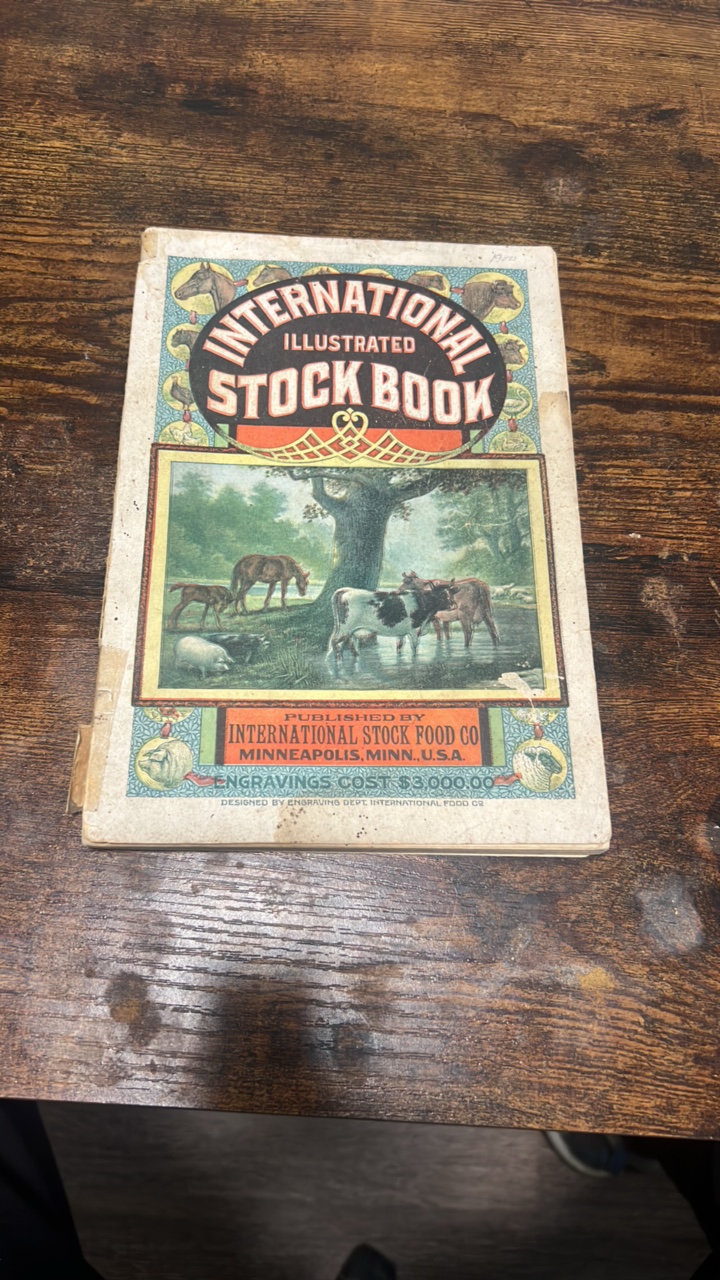 INTERNATIONAL
ILLUSTRATED
STOCK BOOK
PUBLISHED BY
INTERNATIONAL STOCK FOOD CO
MINNEAPOLIS, MINN., U.S.A.
ENGRAVINGS COST $3,000.00
DESIGNED BY ENGRAVING DEPT. INTERNATIONAL FOOD CO